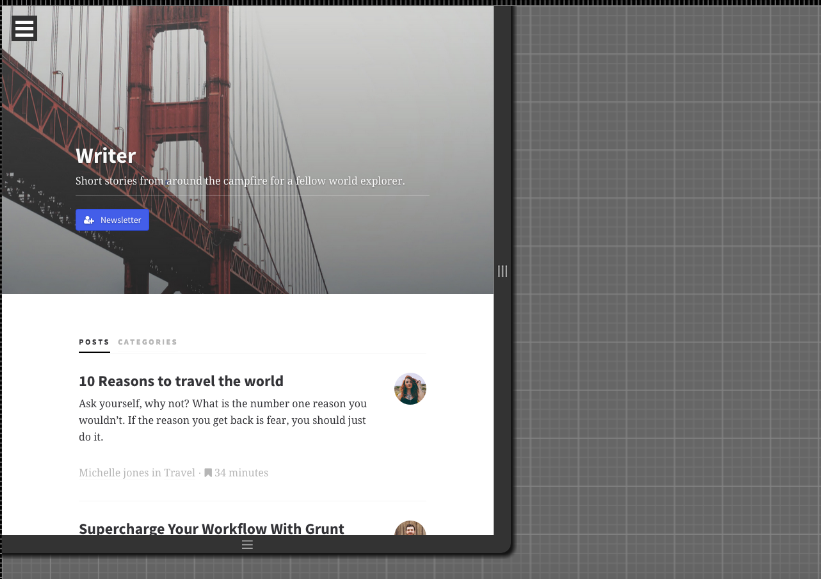 Writer
Short stories from around the campfire for a fellow world explorer.
Newsletter
POSTS CATEGORIES
10 Reasons to travel the world
Ask yourself, why not? What is the number one reason you
wouldn't. If the reason you get back is fear, you should just
do it.
Michelle jones in Travel · 34 minutes
Supercharge Your Workflow With Grunt